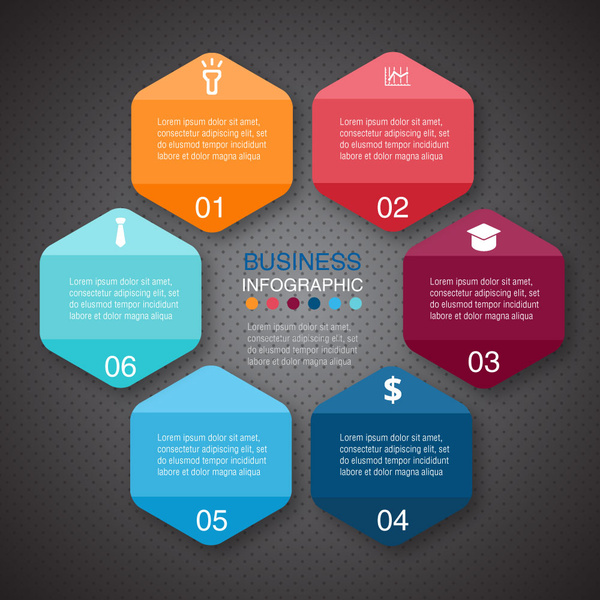 Lorem ipsum dolor sit amet,
consectetur adipiscing elit, set
do elusmod tempor incididunt
labore et dolor magna aliqua
01
Lorem ipsum dolor sit amet,
consectetur adipiscing elit, set
do elusmod tempor incididunt
labore et dolor magna aliqua
02
Lorem ipsum dolor sit amet,
consectetur adipiscing elit, set
do elusmod tempor incididunt
labore et dolor magna aliqua
03
$
Lorem ipsum dolor sit amet,
consectetur adipiscing elit, set
do elusmod tempor incididunt
labore et dolor magna aliqua
04
Lorem ipsum dolor sit amet,
consectetur adipiscing elit, set
do elusmod tempor incididunt
labore et dolor magna aliqua
05
Lorem ipsum dolor sit amet,
consectetur adipiscing elit, set
do elusmod tempor incididunt
labore et dolor magna aliqua
06
BUSINESS
INFOGRAPHIC
Lorem ipsum dolor sit amet,
consectetur adipiscing elit, set
do elusmod tempor incididunt
labore et dolor magna aliqua